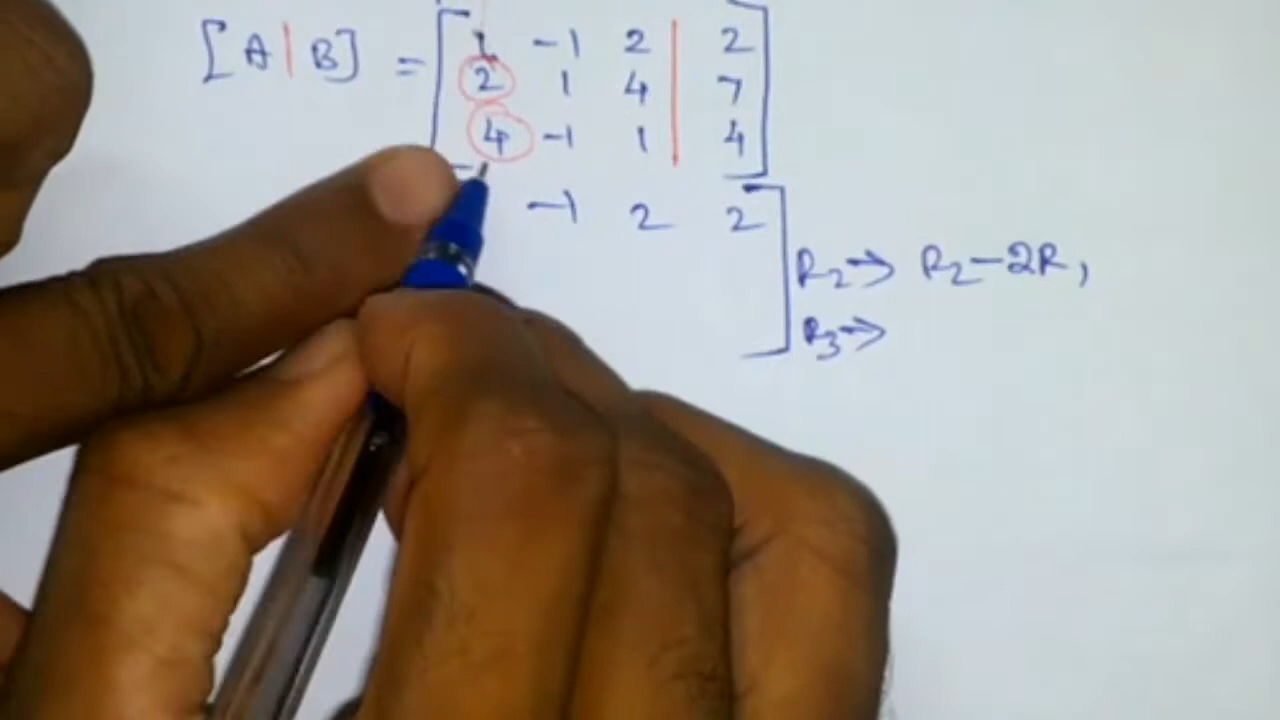 [A | B] = [ 1 -1 2 | 2
2 1 4 | 7
4 -1 1 | 4 ]
-1 2 2 ]
R₂→ R₂-2R₁
R₃→